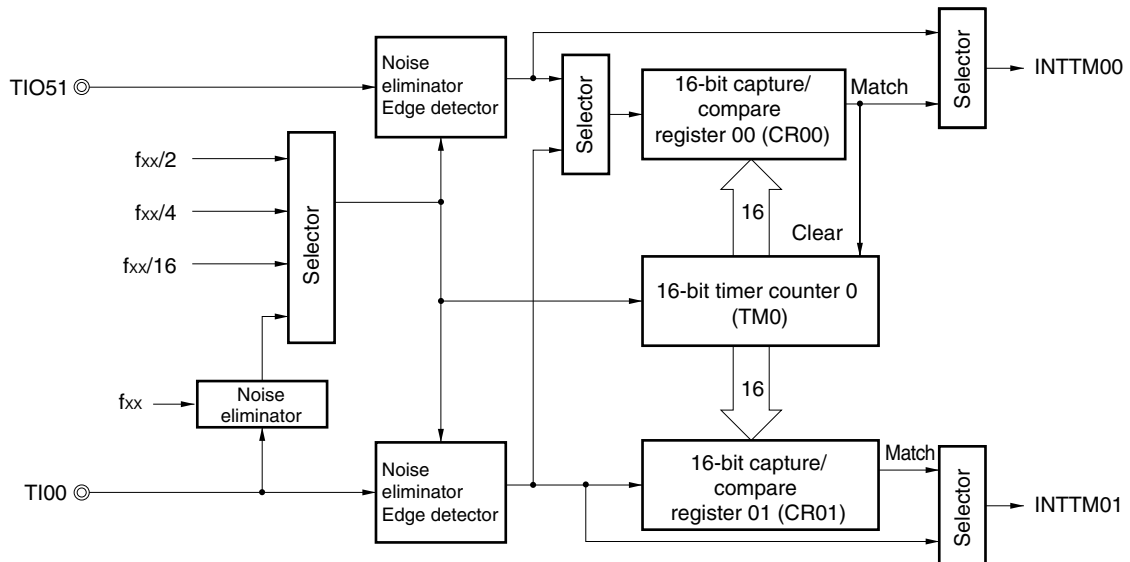 TIO51
Noise
eliminator
Edge detector
Selector
16-bit capture/
compare
register 00 (CR00)
Match
Selector
INTTM00
fxx/2
fxx/4
fxx/16
Selector
16
Clear
16-bit timer counter 0
(TM0)
16
fxx
Noise
eliminator
TI00
Noise
eliminator
Edge detector
16-bit capture/
compare
register 01 (CR01)
Match
Selector
INTTM01